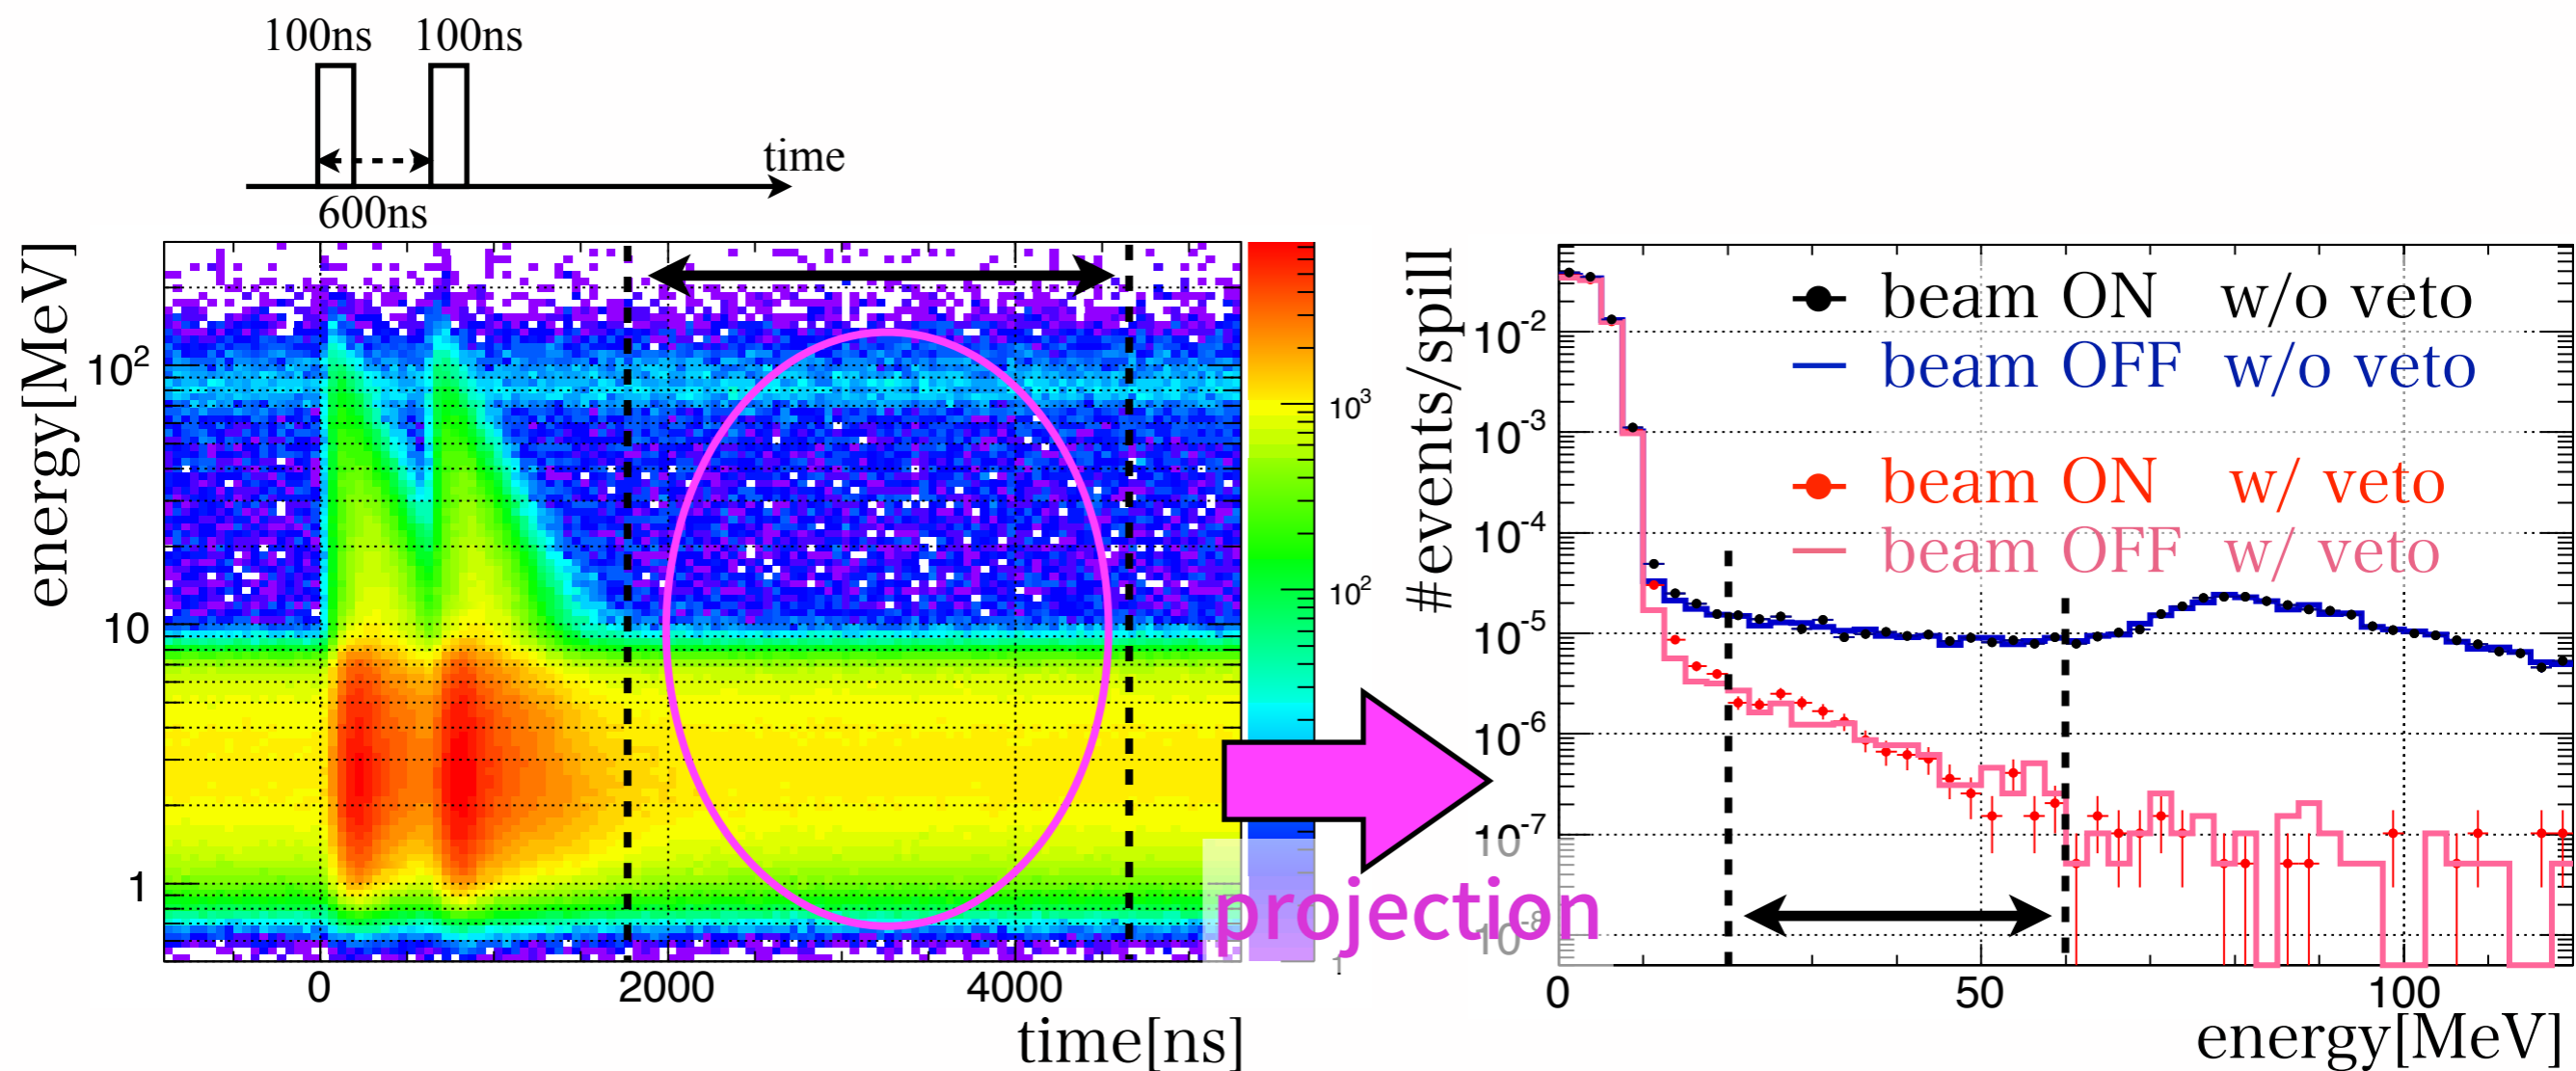 100ns 100ns
time
600ns
energy[MeV]
10²
10
1
0 2000 4000
time[ns]
10³
10²
1
projection
#events/spill
10⁻²
10⁻³
10⁻⁴
10⁻⁵
10⁻⁶
10⁻⁷
10⁻⁸
beam ON w/o veto
beam OFF w/o veto
beam ON w/ veto
beam OFF w/ veto
0 50 100
energy[MeV]